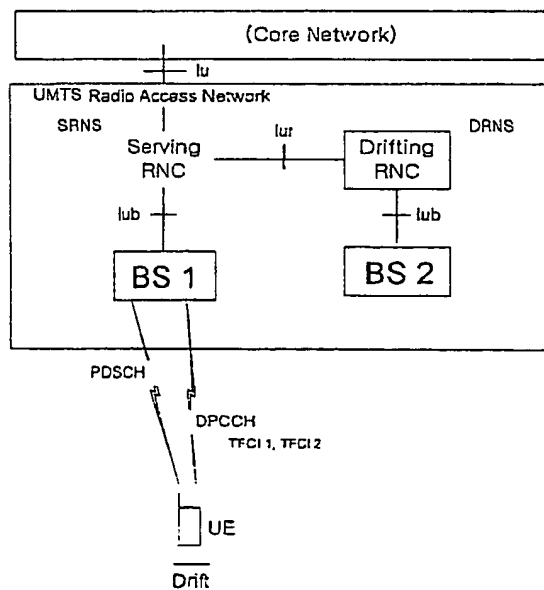 (Core Network)
Iu
UMTS Radio Access Network
SRNS
DRNS
Serving
RNC
Iur
Drifting
RNC
Iub
Iub
BS 1
BS 2
PDSCH
DPCCH
TFCI 1, TFCI 2
UE
Drift